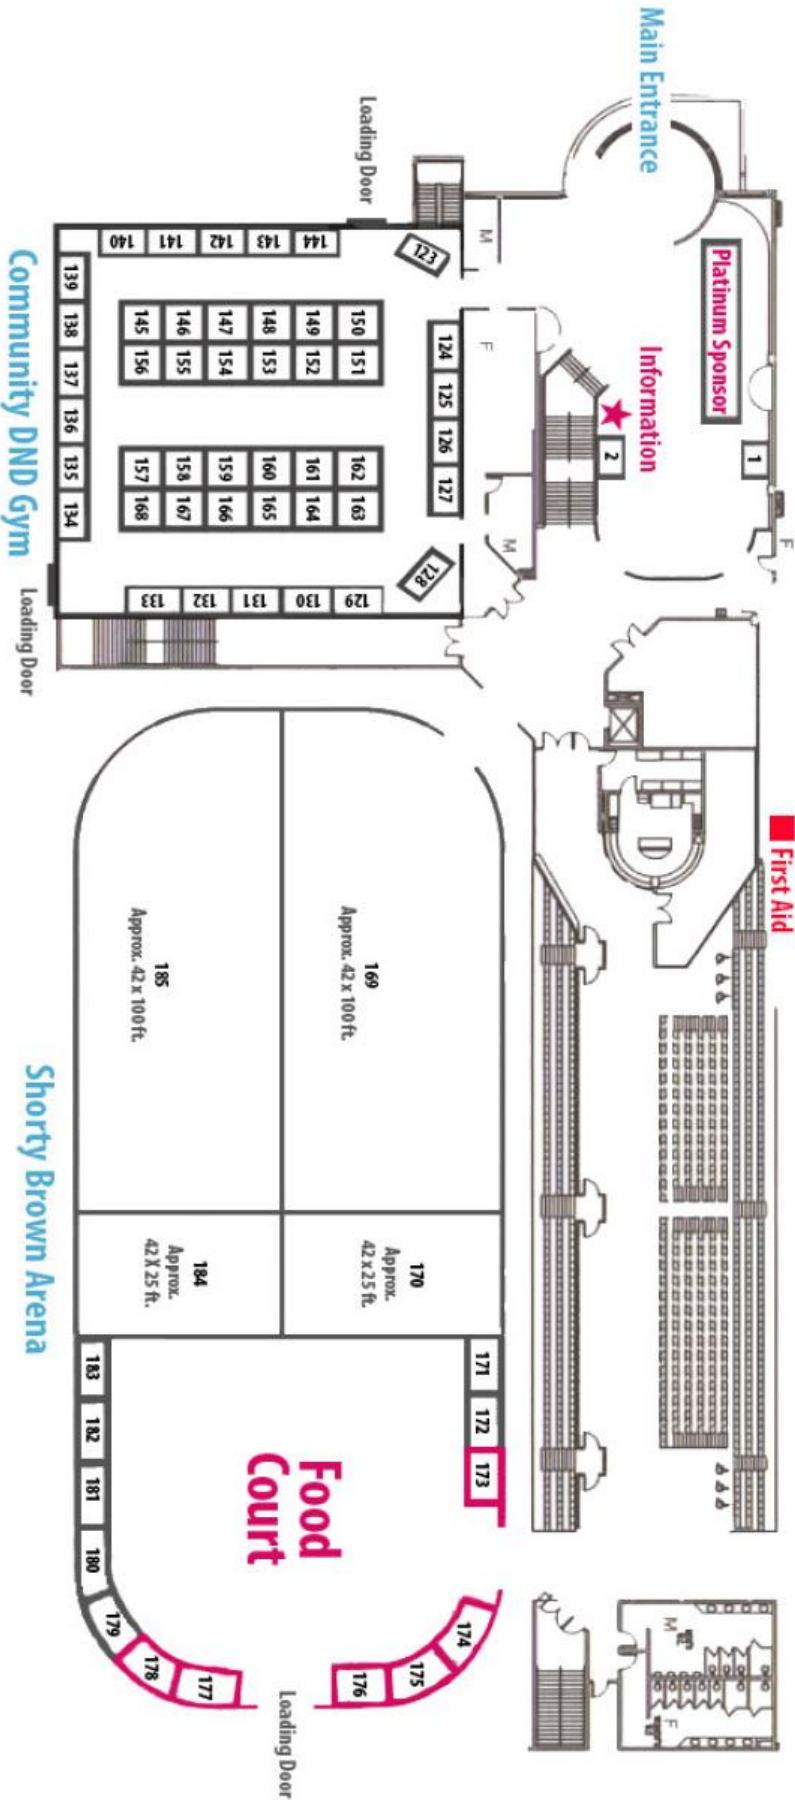 Main Entrance
Platinum Sponsor
Information
1
2
F
M
F
M
Loading Door
123
124
125
126
127
128
144
143
142
141
140
139
138
137
136
135
134
133
132
131
130
129
145
146
147
148
149
150
156
155
154
153
152
151
157
158
159
160
161
162
168
167
166
165
164
163
Community DND Gym
Loading Door
First Aid
169
Approx. 42 x 100 ft.
185
Approx. 42 x 100 ft.
170
Approx.
42 x 25 ft.
184
Approx.
42 X 25 ft.
Shorty Brown Arena
171
172
173
Food
Court
174
175
176
177
178
179
180
181
182
183
Loading Door
M
F